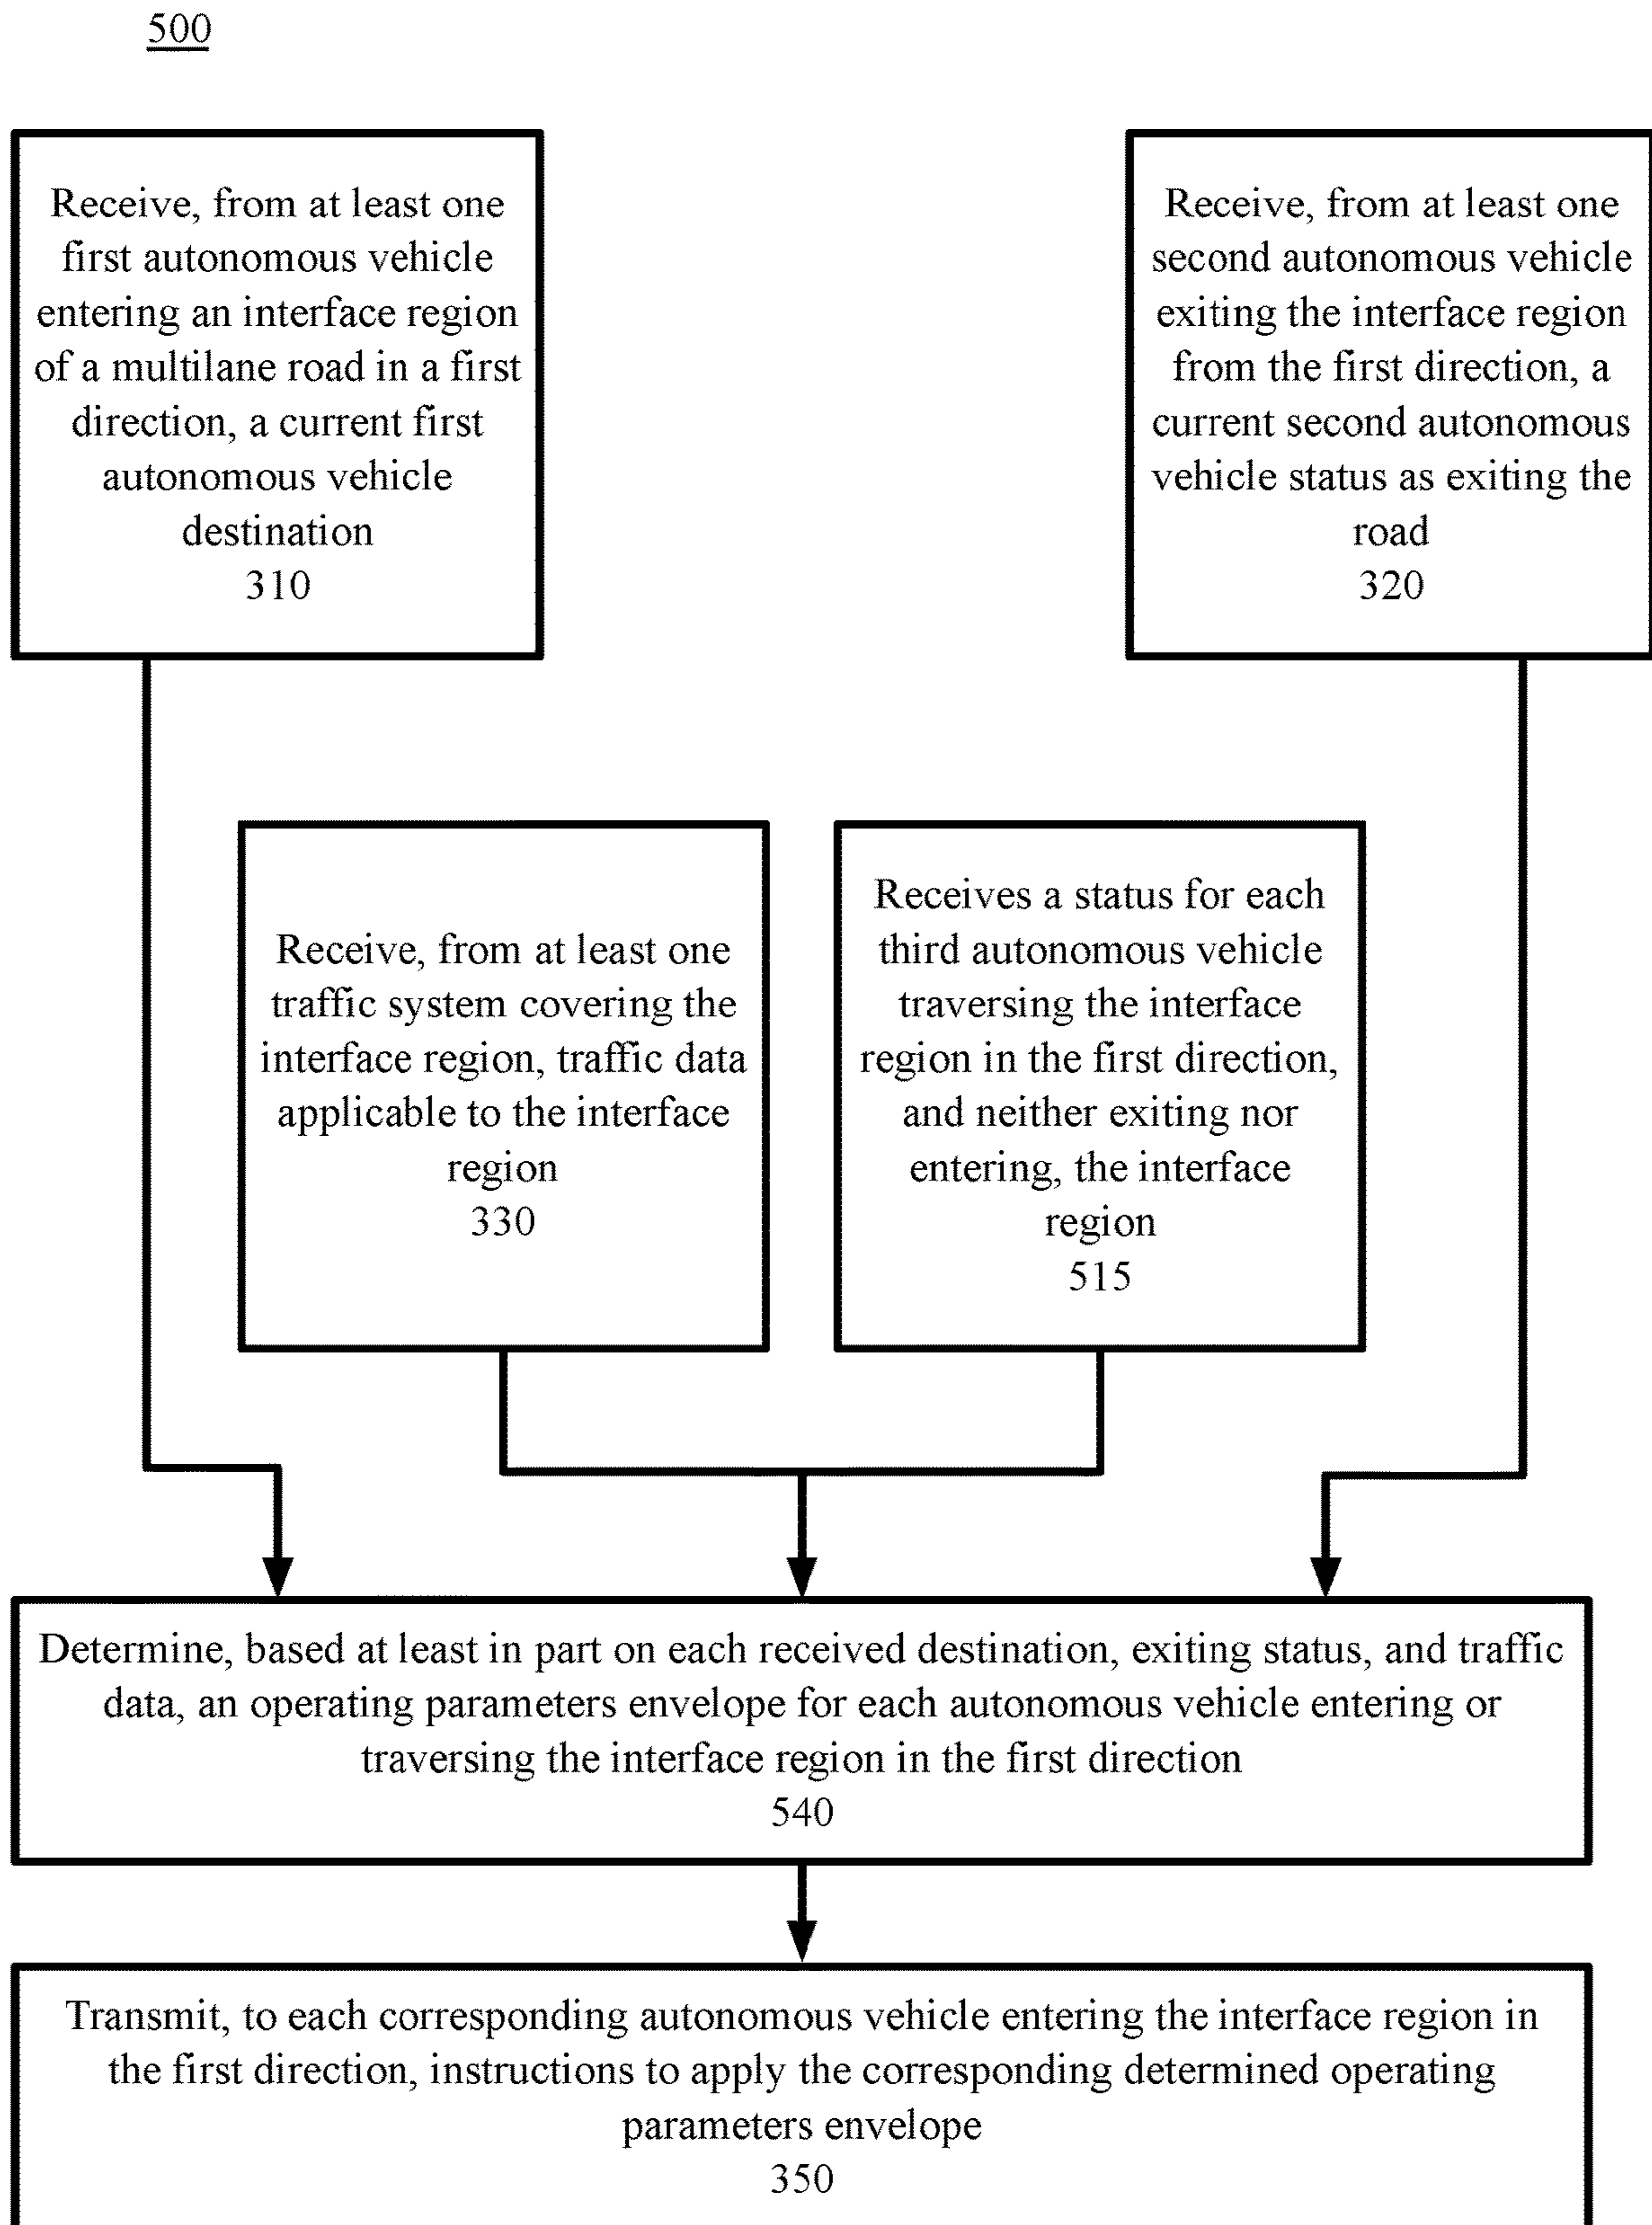 500
Receive, from at least one
first autonomous vehicle
entering an interface region
of a multilane road in a first
direction, a current first
autonomous vehicle
destination
310
Receive, from at least one
second autonomous vehicle
exiting the interface region
from the first direction, a
current second autonomous
vehicle status as exiting the
road
320
Receive, from at least one
traffic system covering the
interface region, traffic data
applicable to the interface
region
330
Receives a status for each
third autonomous vehicle
traversing the interface
region in the first direction,
and neither exiting nor
entering, the interface
region
515
Determine, based at least in part on each received destination, exiting status, and traffic
data, an operating parameters envelope for each autonomous vehicle entering or
traversing the interface region in the first direction
540
Transmit, to each corresponding autonomous vehicle entering the interface region in
the first direction, instructions to apply the corresponding determined operating
parameters envelope
350